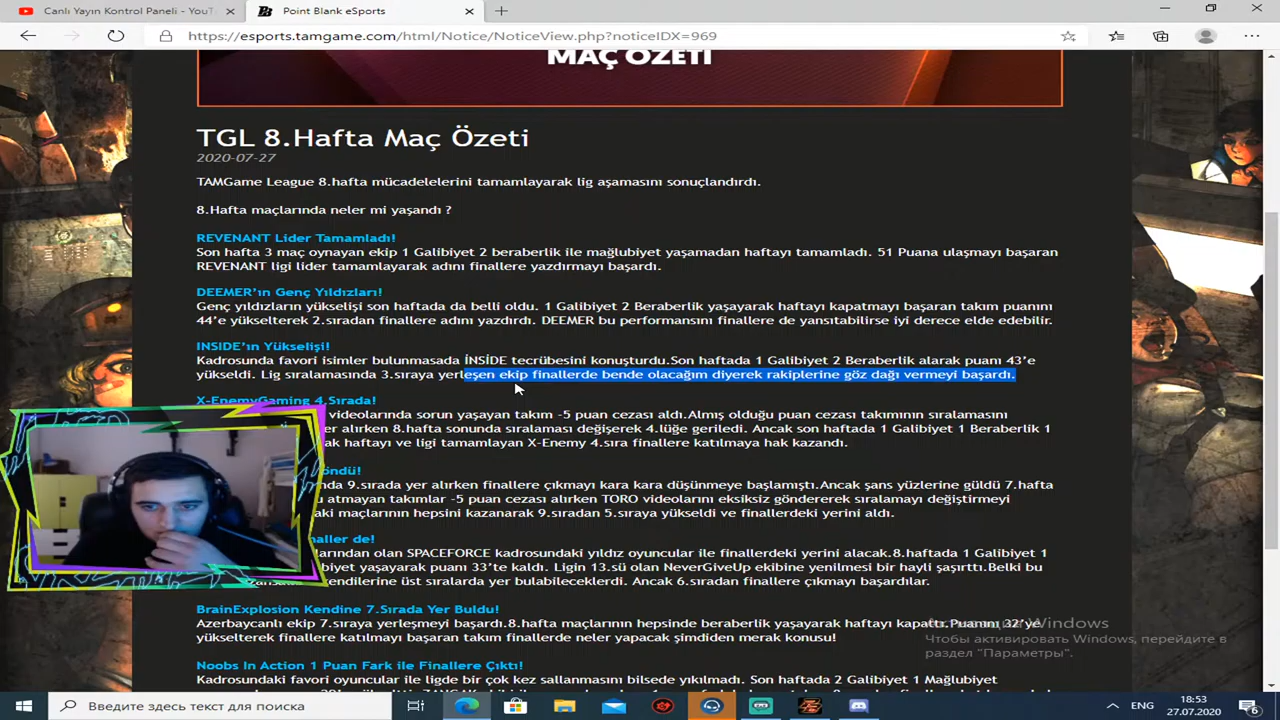 Canlı Yayın Kontrol Paneli - YouT
Point Blank eSports
https://esports.tamgame.com/html/Notice/NoticeView.php?noticeIDX=969
MAÇ ÖZETİ
TGL 8.Hafta Maç Özeti
2020-07-27
TAMGame League 8.hafta mücadelelerini tamamlayarak lig aşamasını sonuçlandırdı.
8.Hafta maçlarında neler mi yaşandı ?
REVENANT Lider Tamamladı!
Son hafta 3 maç oynayan ekip 1 Galibiyet 2 beraberlik ile mağlubiyet yaşamadan haftayı tamamladı. 51 Puana ulaşmayı başaran
REVENANT ligi lider tamamlayarak adını finallere yazdırmayı başardı.
DEEMER’ın Genç Yıldızları!
Genç yıldızların yükselişi son haftada da belli oldu. 1 Galibiyet 2 Beraberlik yaşayarak haftayı kapatmayı başaran takım puanını
44’e yükselterek 2.sıradan finallere adını yazdırdı. DEEMER bu performansını finallere de yansıtabilirse iyi derece elde edebilir.
INSIDE’ın Yükselişi!
Kadrosunda favori isimler bulunmasada İNSİDE tecrübesini konuşturdu.Son haftada 1 Galibiyet 2 Beraberlik alarak puanı 43’e
yükseldi. Lig sıralamasında 3.sıraya yerleşen ekip finallerde bende olacağım diyerek rakiplerine göz dağı vermeyi başardı.
X-EnemyGaming 4.Sırada!
videolarında sorun yaşayan takım -5 puan cezası aldı.Almış olduğu puan cezası takımının sıralamasını
er alırken 8.hafta sonunda sıralaması değişerek 4.lüğe geriledi. Ancak son haftada 1 Galibiyet 1 Beraberlik 1
ak haftayı ve ligi tamamlayan X-Enemy 4.sıra finallere katılmaya hak kazandı.
öndü!
nda 9.sırada yer alırken finallere çıkmayı kara kara düşünmeye başlamıştı.Ancak şans yüzlerine güldü 7.hafta
u atmayan takımlar -5 puan cezası alırken TORO videolarını eksiksiz göndererek sıralamayı değiştirmeyi
aki maçlarının hepsini kazanarak 9.sıradan 5.sıraya yükseldi ve finallerdeki yerini aldı.
naller de!
larından olan SPACEFORCE kadrosundaki yıldız oyuncular ile finallerdeki yerini alacak.8.haftada 1 Galibiyet 1
biyet yaşayarak puanı 33’te kaldı. Ligin 13.sü olan NeverGiveUp ekibine yenilmesi bir hayli şaşırttı.Belki bu
endilerine üst sıralarda yer bulabileceklerdi. Ancak 6.sıradan finallere çıkmayı başardılar.
BrainExplosion Kendine 7.Sırada Yer Buldu!
Azerbaycanlı ekip 7.sıraya yerleşmeyi başardı.8.hafta maçlarının hepsinde beraberlik yaşayarak haftayı kapattı.Puanını 32’ye
yükselterek finallere katılmayı başaran takım finallerde neler yapacak şimdiden merak konusu!
Noobs In Action 1 Puan Fark ile Finallere Çıktı!
Kadrosundaki favori oyuncular ile ligde bir çok kez sallanmasını bilsede yıkılmadı. Son haftada 2 Galibiyet 1 Mağlubiyet
Активация Windows
Чтобы активировать Windows, перейдите в
раздел "Параметры".
Введите здесь текст для поиска
ENG
18:53
27.07.2020
6